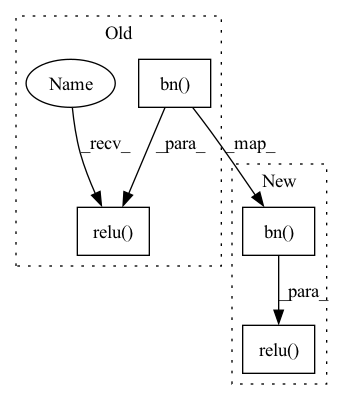 Old
Name
bn()
_recv_
_para_
_map_
New
relu()
bn()
_para_
relu()